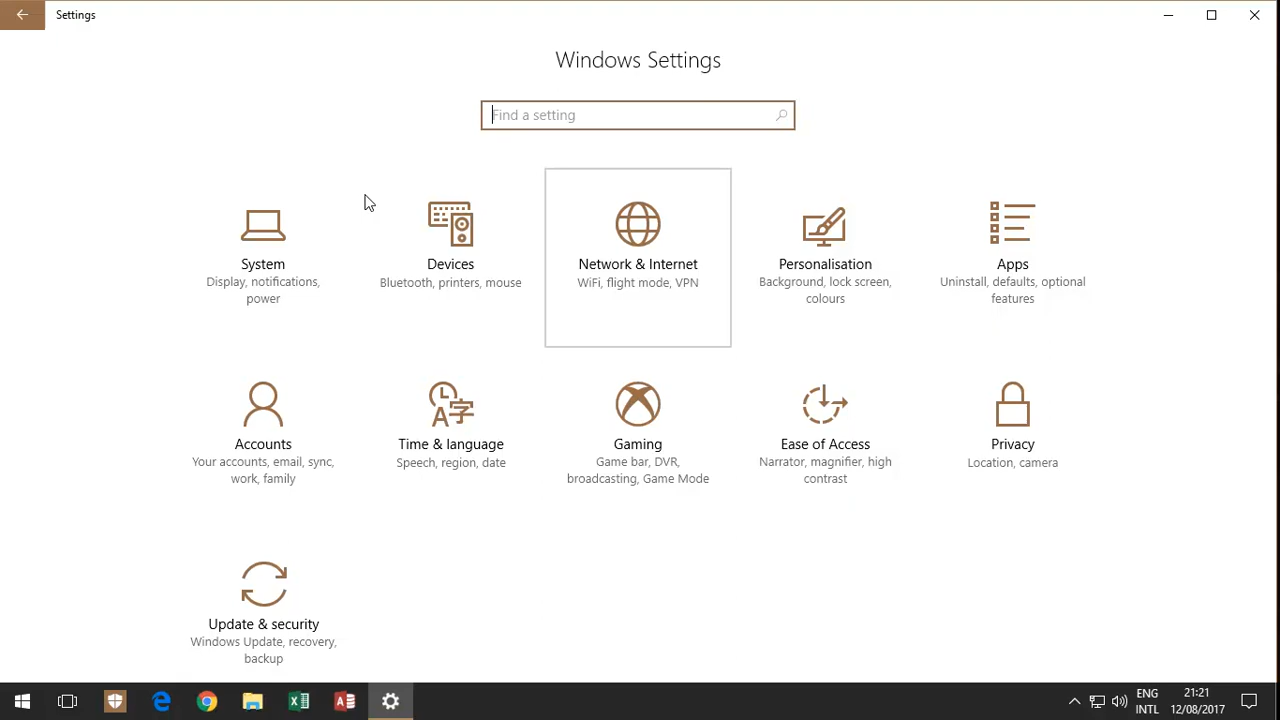 Settings
Windows Settings
Find a setting
System
Display, notifications,
power
Devices
Bluetooth, printers, mouse
Network & Internet
WiFi, flight mode, VPN
Personalisation
Background, lock screen,
colours
Apps
Uninstall, defaults, optional
features
Accounts
Your accounts, email, sync,
work, family
A字
Time & language
Speech, region, date
Gaming
Game bar, DVR,
broadcasting, Game Mode
Ease of Access
Narrator, magnifier, high
contrast
Privacy
Location, camera
Update & security
Windows Update, recovery,
backup
ENG
INTL
21:21
12/08/2017